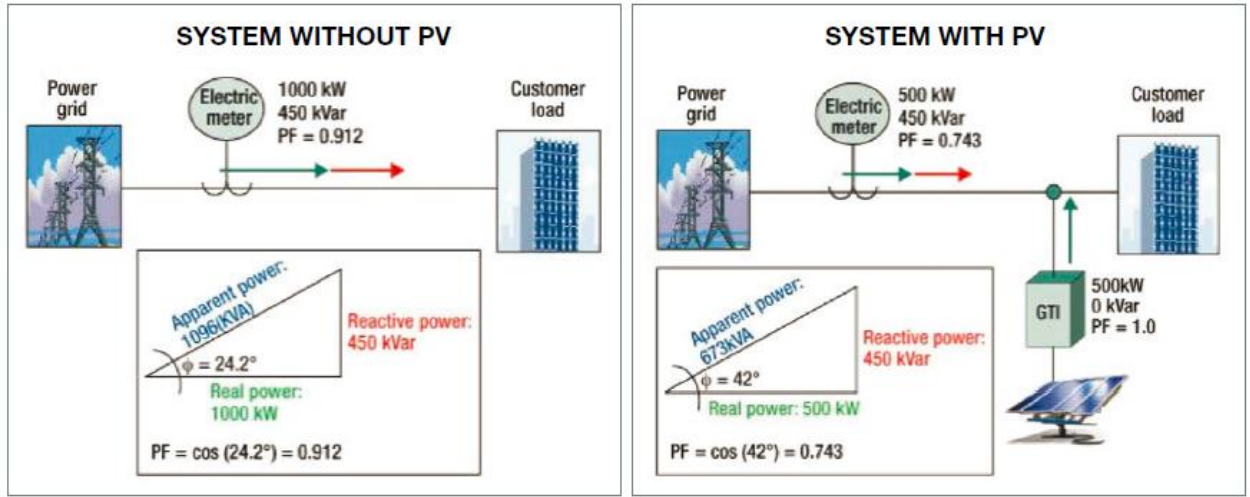 SYSTEM WITHOUT PV
Power
grid
Electric
meter
1000 kW
450 kVar
PF = 0.912
Customer
load
Apparent power:
1096(KVA)
Reactive power:
450 kVar
ϕ = 24.2°
Real power:
1000 kW
PF = cos (24.2°) = 0.912
SYSTEM WITH PV
Power
grid
Electric
meter
500 kW
450 kVar
PF = 0.743
Customer
load
GTI
500kW
0 kVar
PF = 1.0
Apparent power:
673kVA
Reactive power:
450 kVar
ϕ = 42°
Real power: 500 kW
PF = cos (42°) = 0.743